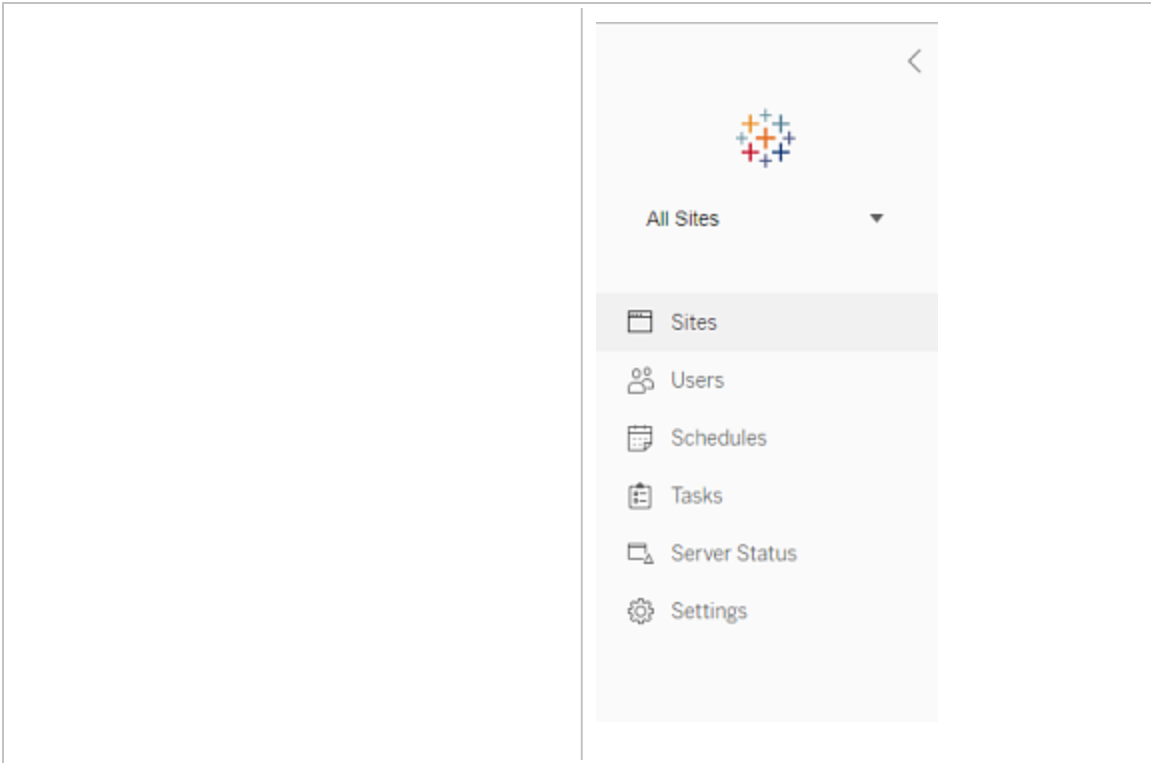 All Sites
Sites
Users
Schedules
Tasks
Server Status
Settings